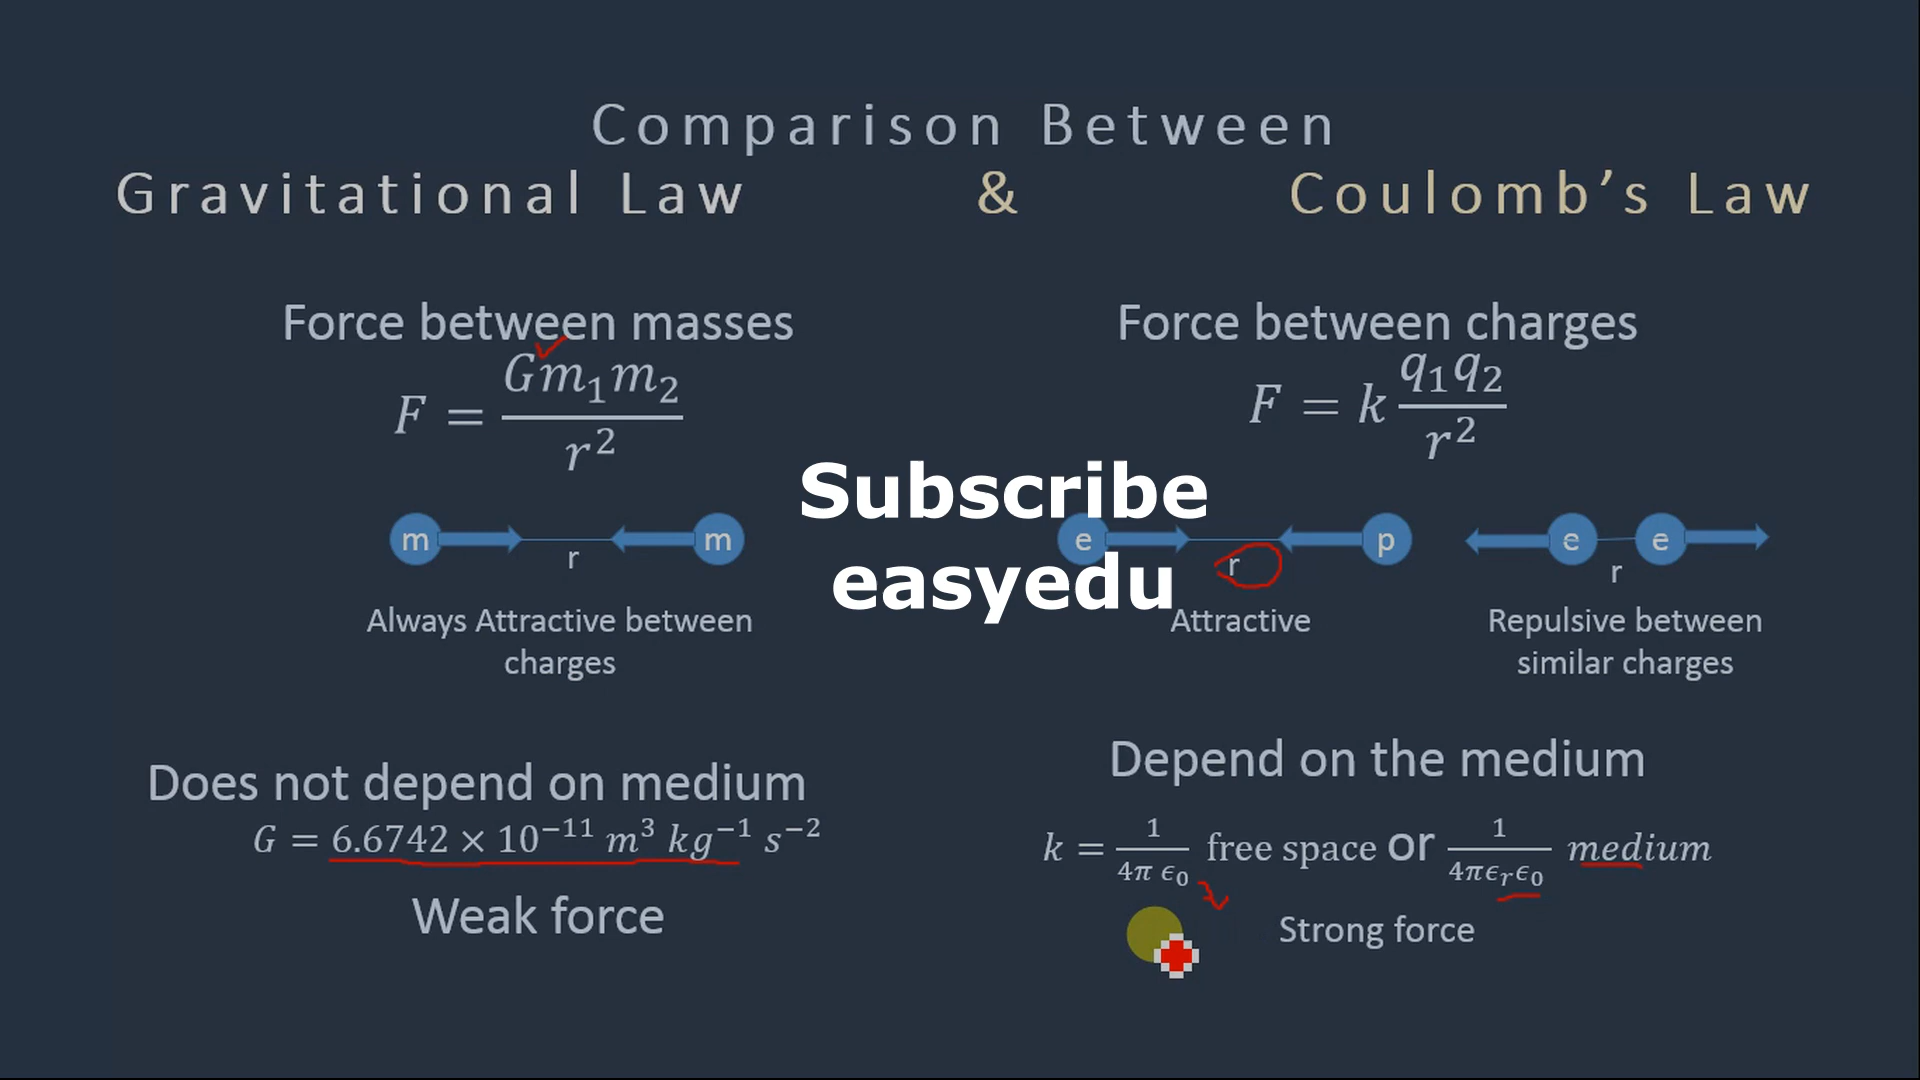 Comparison Between
Gravitational Law & Coulomb’s Law
Force between masses
F = Gm₁m₂ / r²
m m
r
Always Attractive between
charges
Does not depend on medium
G = 6.6742 × 10⁻¹¹ m³ kg⁻¹ s⁻²
Weak force
Subscribe
easyedu
Force between charges
F = k q₁q₂ / r²
e p
r
Attractive
e e
r
Repulsive between
similar charges
Depend on the medium
k = 1 / 4π ϵ₀ free space or 1 / 4πϵᵣϵ₀ medium
Strong force